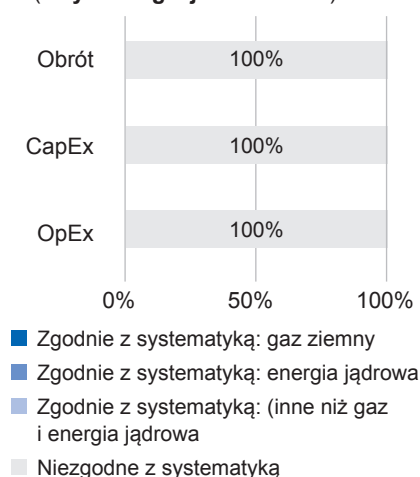 Obrót 100%
CapEx 100%
OpEx 100%
0% 50% 100%
Zgodnie z systematyką: gaz ziemny
Zgodnie z systematyką: energia jądrowa
Zgodnie z systematyką: (inne niż gaz
i energia jądrowa
Niezgodne z systematyką